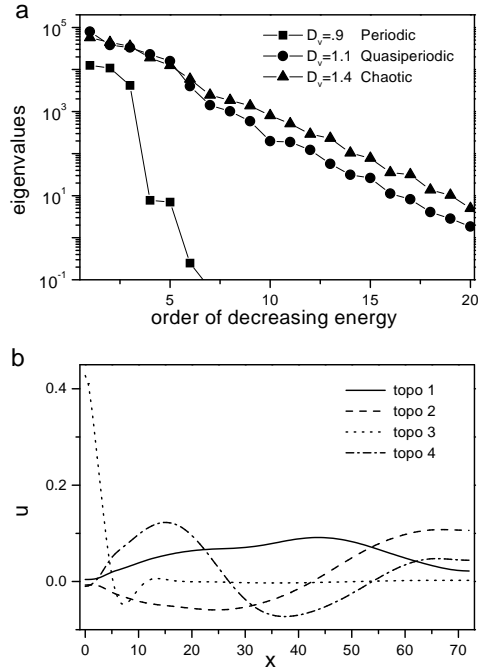 a
10^5
10^3
10^1
10^-1
eigenvalues
D_v=.9 Periodic
D_v=1.1 Quasiperiodic
D_v=1.4 Chaotic
5 10 15 20
order of decreasing energy
b
0.4
0.2
0.0
u
topo 1
topo 2
topo 3
topo 4
0 10 20 30 40 50 60 70
x